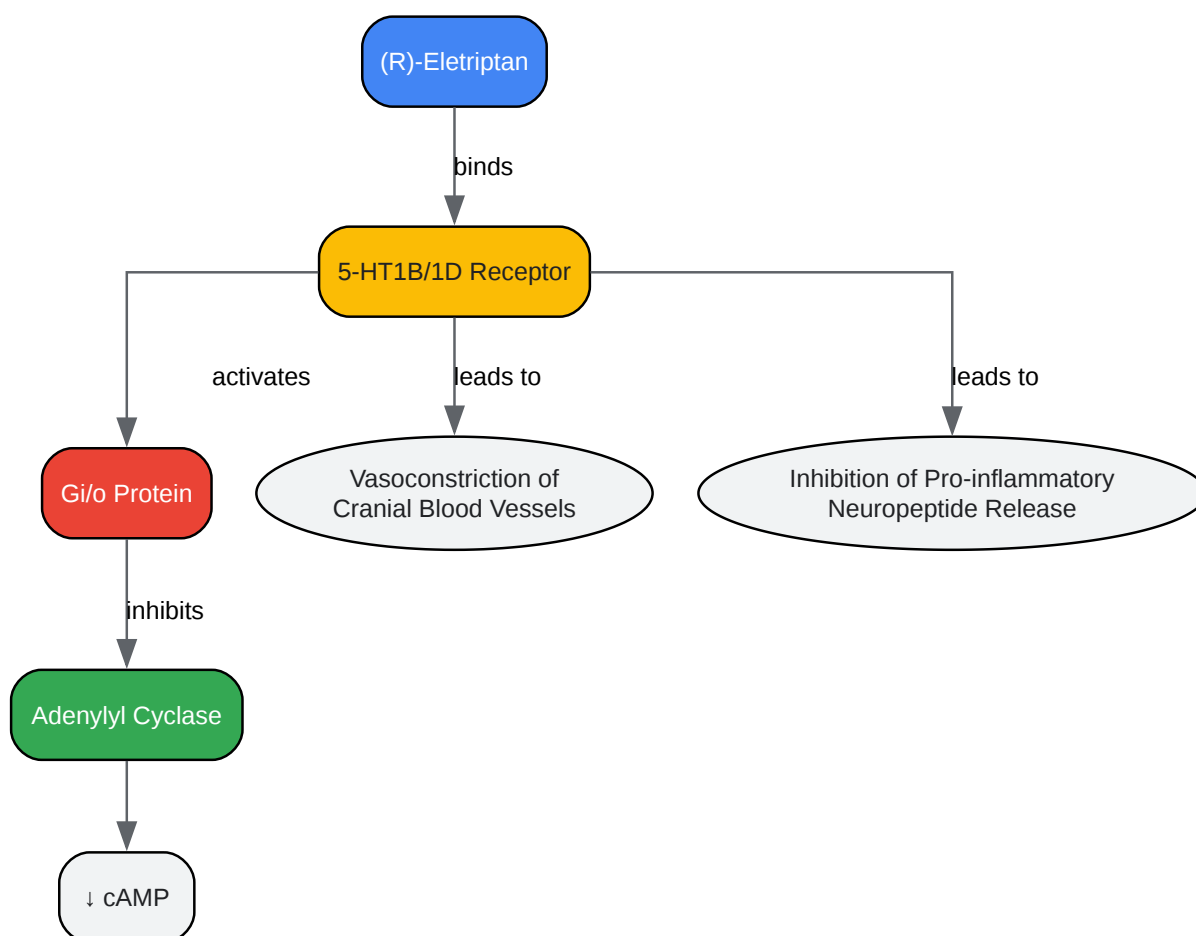 (R)-Eletriptan
binds
5-HT1B/1D Receptor
activates
leads to
leads to
Gi/o Protein
Vasoconstriction of
Cranial Blood Vessels
Inhibition of Pro-inflammatory
Neuropeptide Release
inhibits
Adenylyl Cyclase
↓ cAMP